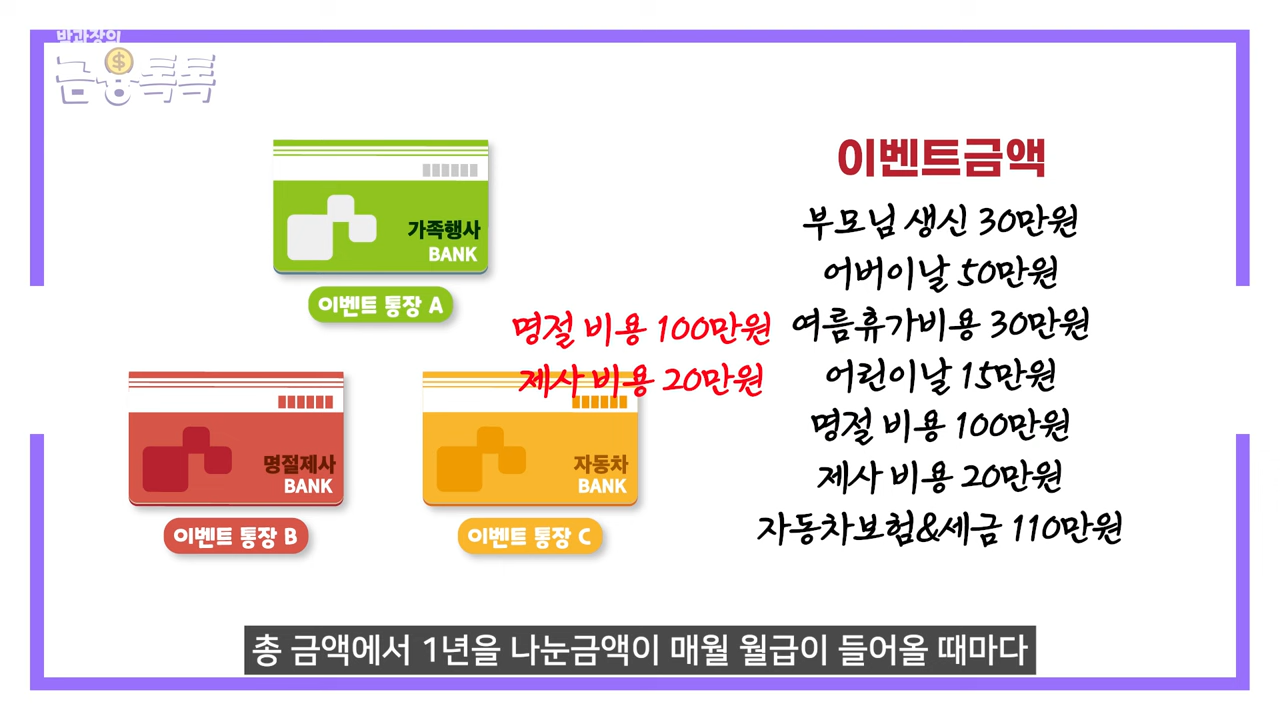 박과장의
금융톡톡
이벤트금액
부모님 생신 30만원
어버이날 50만원
여름휴가비용 30만원
어린이날 15만원
명절 비용 100만원
제사 비용 20만원
자동차보험&세금 110만원
가족행사
BANK
이벤트 통장 A
명절 비용 100만원
제사 비용 20만원
명절제사
BANK
이벤트 통장 B
자동차
BANK
이벤트 통장 C
총 금액에서 1년을 나눈금액이 매월 월급이 들어올 때마다